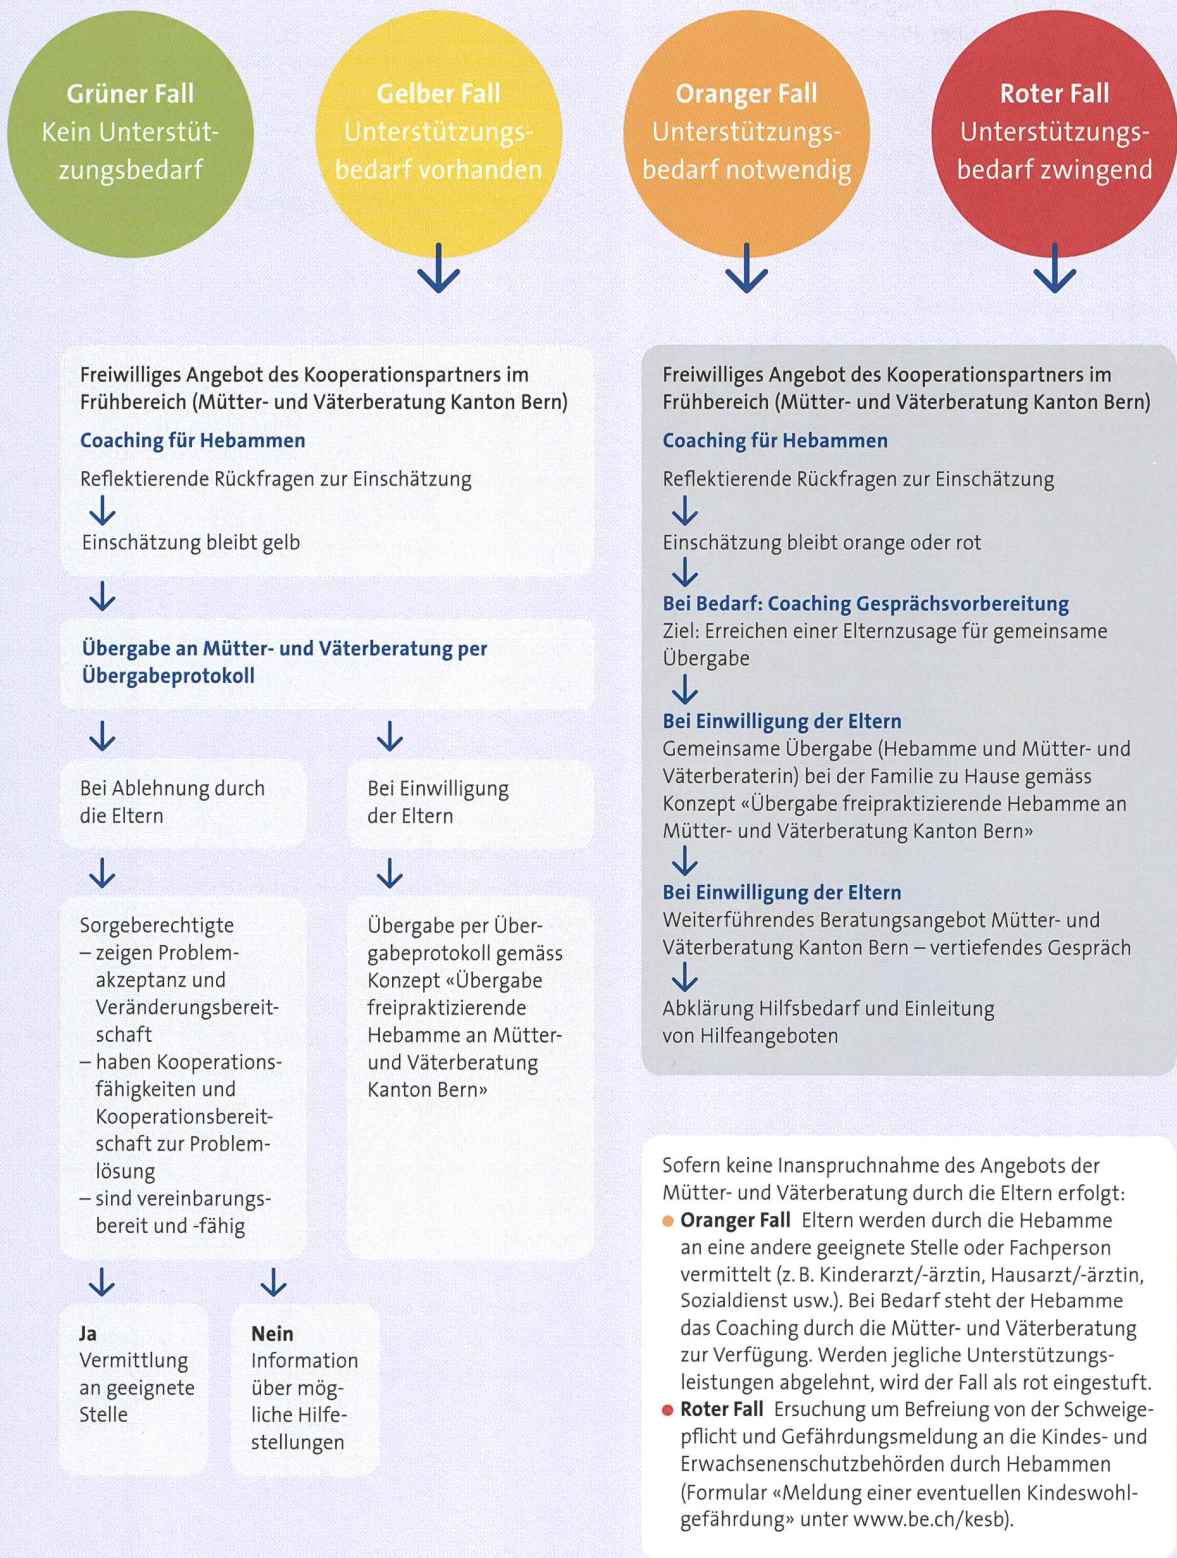 Grüner Fall
Kein Unterstüt-
zungsbedarf
Gelber Fall
Unterstützungs-
bedarf vorhanden
Oranger Fall
Unterstützungs-
bedarf notwendig
Roter Fall
Unterstützungs-
bedarf zwingend
Freiwilliges Angebot des Kooperationspartners im
Frühbereich (Mütter- und Väterberatung Kanton Bern)
Coaching für Hebammen
Reflektierende Rückfragen zur Einschätzung
Einschätzung bleibt gelb
Übergabe an Mütter- und Väterberatung per
Übergabeprotokoll
Bei Ablehnung durch
die Eltern
Bei Einwilligung
der Eltern
Sorgeberechtigte
– zeigen Problem-
akzeptanz und
Veränderungsbereit-
schaft
– haben Kooperations-
fähigkeiten und
Kooperationsbereit-
schaft zur Problem-
lösung
– sind vereinbarungs-
bereit und -fähig
Übergabe per Über-
gabeprotokoll gemäss
Konzept «Übergabe
freipraktizierende
Hebamme an Mütter-
und Väterberatung
Kanton Bern»
Ja
Vermittlung
an geeignete
Stelle
Nein
Information
über mög-
liche Hilfe-
stellungen
Freiwilliges Angebot des Kooperationspartners im
Frühbereich (Mütter- und Väterberatung Kanton Bern)
Coaching für Hebammen
Reflektierende Rückfragen zur Einschätzung
Einschätzung bleibt orange oder rot
Bei Bedarf: Coaching Gesprächsvorbereitung
Ziel: Erreichen einer Elternzusage für gemeinsame
Übergabe
Bei Einwilligung der Eltern
Gemeinsame Übergabe (Hebamme und Mütter- und
Väterberaterin) bei der Familie zu Hause gemäss
Konzept «Übergabe freipraktizierende Hebamme an
Mütter- und Väterberatung Kanton Bern»
Bei Einwilligung der Eltern
Weiterführendes Beratungsangebot Mütter- und
Väterberatung Kanton Bern – vertiefendes Gespräch
Abklärung Hilfsbedarf und Einleitung
von Hilfeangeboten
Sofern keine Inanspruchnahme des Angebots der
Mütter- und Väterberatung durch die Eltern erfolgt:
● Oranger Fall Eltern werden durch die Hebamme
an eine andere geeignete Stelle oder Fachperson
vermittelt (z. B. Kinderarzt/-ärztin, Hausarzt/-ärztin,
Sozialdienst usw.). Bei Bedarf steht der Hebamme
das Coaching durch die Mütter- und Väterberatung
zur Verfügung. Werden jegliche Unterstützungs-
leistungen abgelehnt, wird der Fall als rot eingestuft.
● Roter Fall Ersuchung um Befreiung von der Schweige-
pflicht und Gefährdungsmeldung an die Kindes- und
Erwachsenenschutzbehörden durch Hebammen
(Formular «Meldung einer eventuellen Kindeswohl-
gefährdung» unter www.be.ch/kesb).